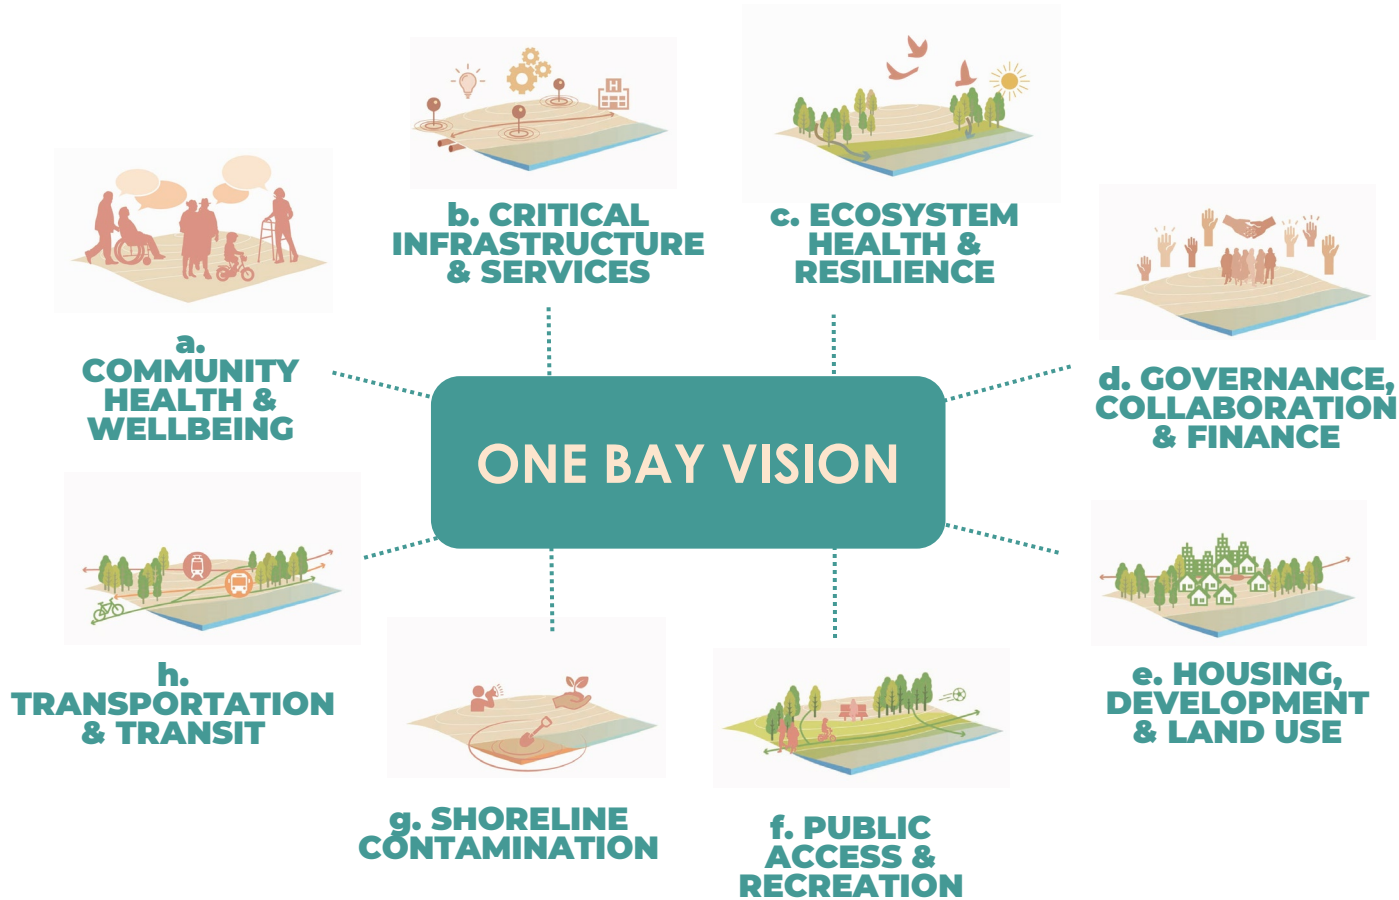 a.
COMMUNITY
HEALTH &
WELLBEING
b. CRITICAL
INFRASTRUCTURE
& SERVICES
c. ECOSYSTEM
HEALTH &
RESILIENCE
d. GOVERNANCE,
COLLABORATION
& FINANCE
ONE BAY VISION
e. HOUSING,
DEVELOPMENT
& LAND USE
f. PUBLIC
ACCESS &
RECREATION
g. SHORELINE
CONTAMINATION
h.
TRANSPORTATION
& TRANSIT
H